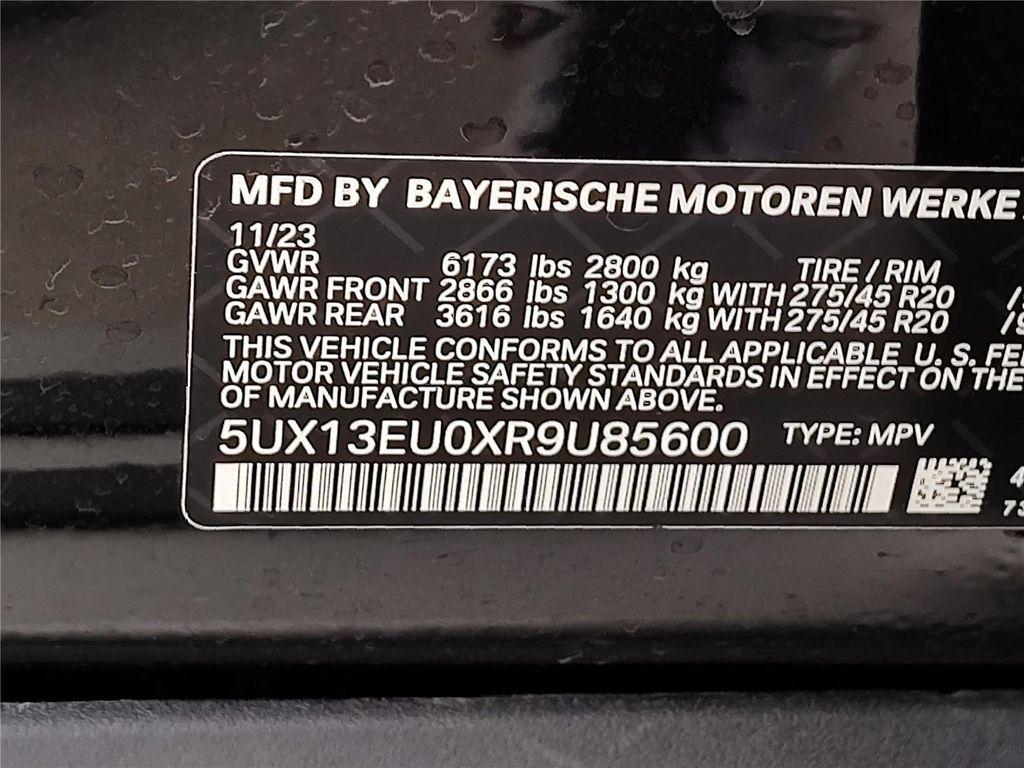 MFD BY BAYERISCHE MOTOREN WERKE
11/23
GVWR 6173 lbs 2800 kg TIRE / RIM
GAWR FRONT 2866 lbs 1300 kg WITH 275/45 R20 /
GAWR REAR 3616 lbs 1640 kg WITH 275/45 R20 /9
THIS VEHICLE CONFORMS TO ALL APPLICABLE U. S.
MOTOR VEHICLE SAFETY STANDARDS IN EFFECT ON THE
OF MANUFACTURE SHOWN ABOVE.
5UX13EU0XR9U85600 TYPE: MPV